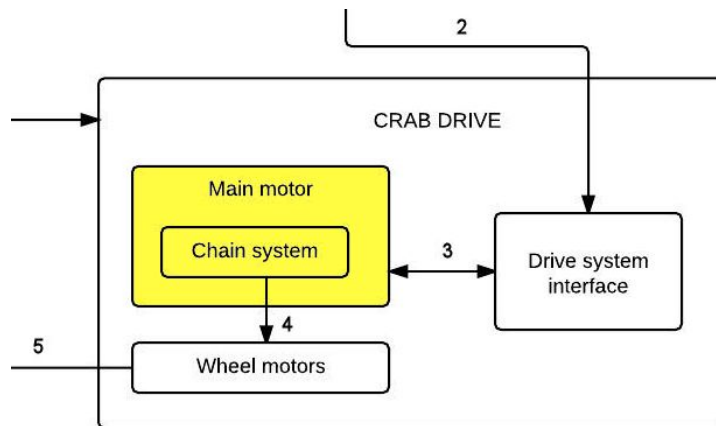 2
CRAB DRIVE
Main motor
Chain system
3
Drive system
interface
4
5
Wheel motors